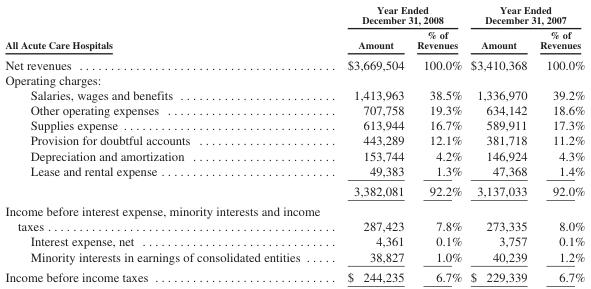 Year Ended Year Ended
December 31, 2008 December 31, 2007
% of % of
All Acute Care Hospitals Amount Revenues Amount Revenues
Net revenues $3,669,504 100.0% $3,410,368 100.0%
Operating charges:
Salaries, wages and benefits 1,413,963 38.5% 1,336,970 39.2%
Other operating expenses 707,758 19.3% 634,142 18.6%
Supplies expense 613,944 16.7% 589,911 17.3%
Provision for doubtful accounts 443,289 12.1% 381,718 11.2%
Depreciation and amortization 153,744 4.2% 146,924 4.3%
Lease and rental expense 49,383 1.3% 47,368 1.4%
3,382,081 92.2% 3,137,033 92.0%
Income before interest expense, minority interests and income
taxes 287,423 7.8% 273,335 8.0%
Interest expense, net 4,361 0.1% 3,757 0.1%
Minority interests in earnings of consolidated entities 38,827 1.0% 40,239 1.2%
Income before income taxes $ 244,235 6.7% $ 229,339 6.7%